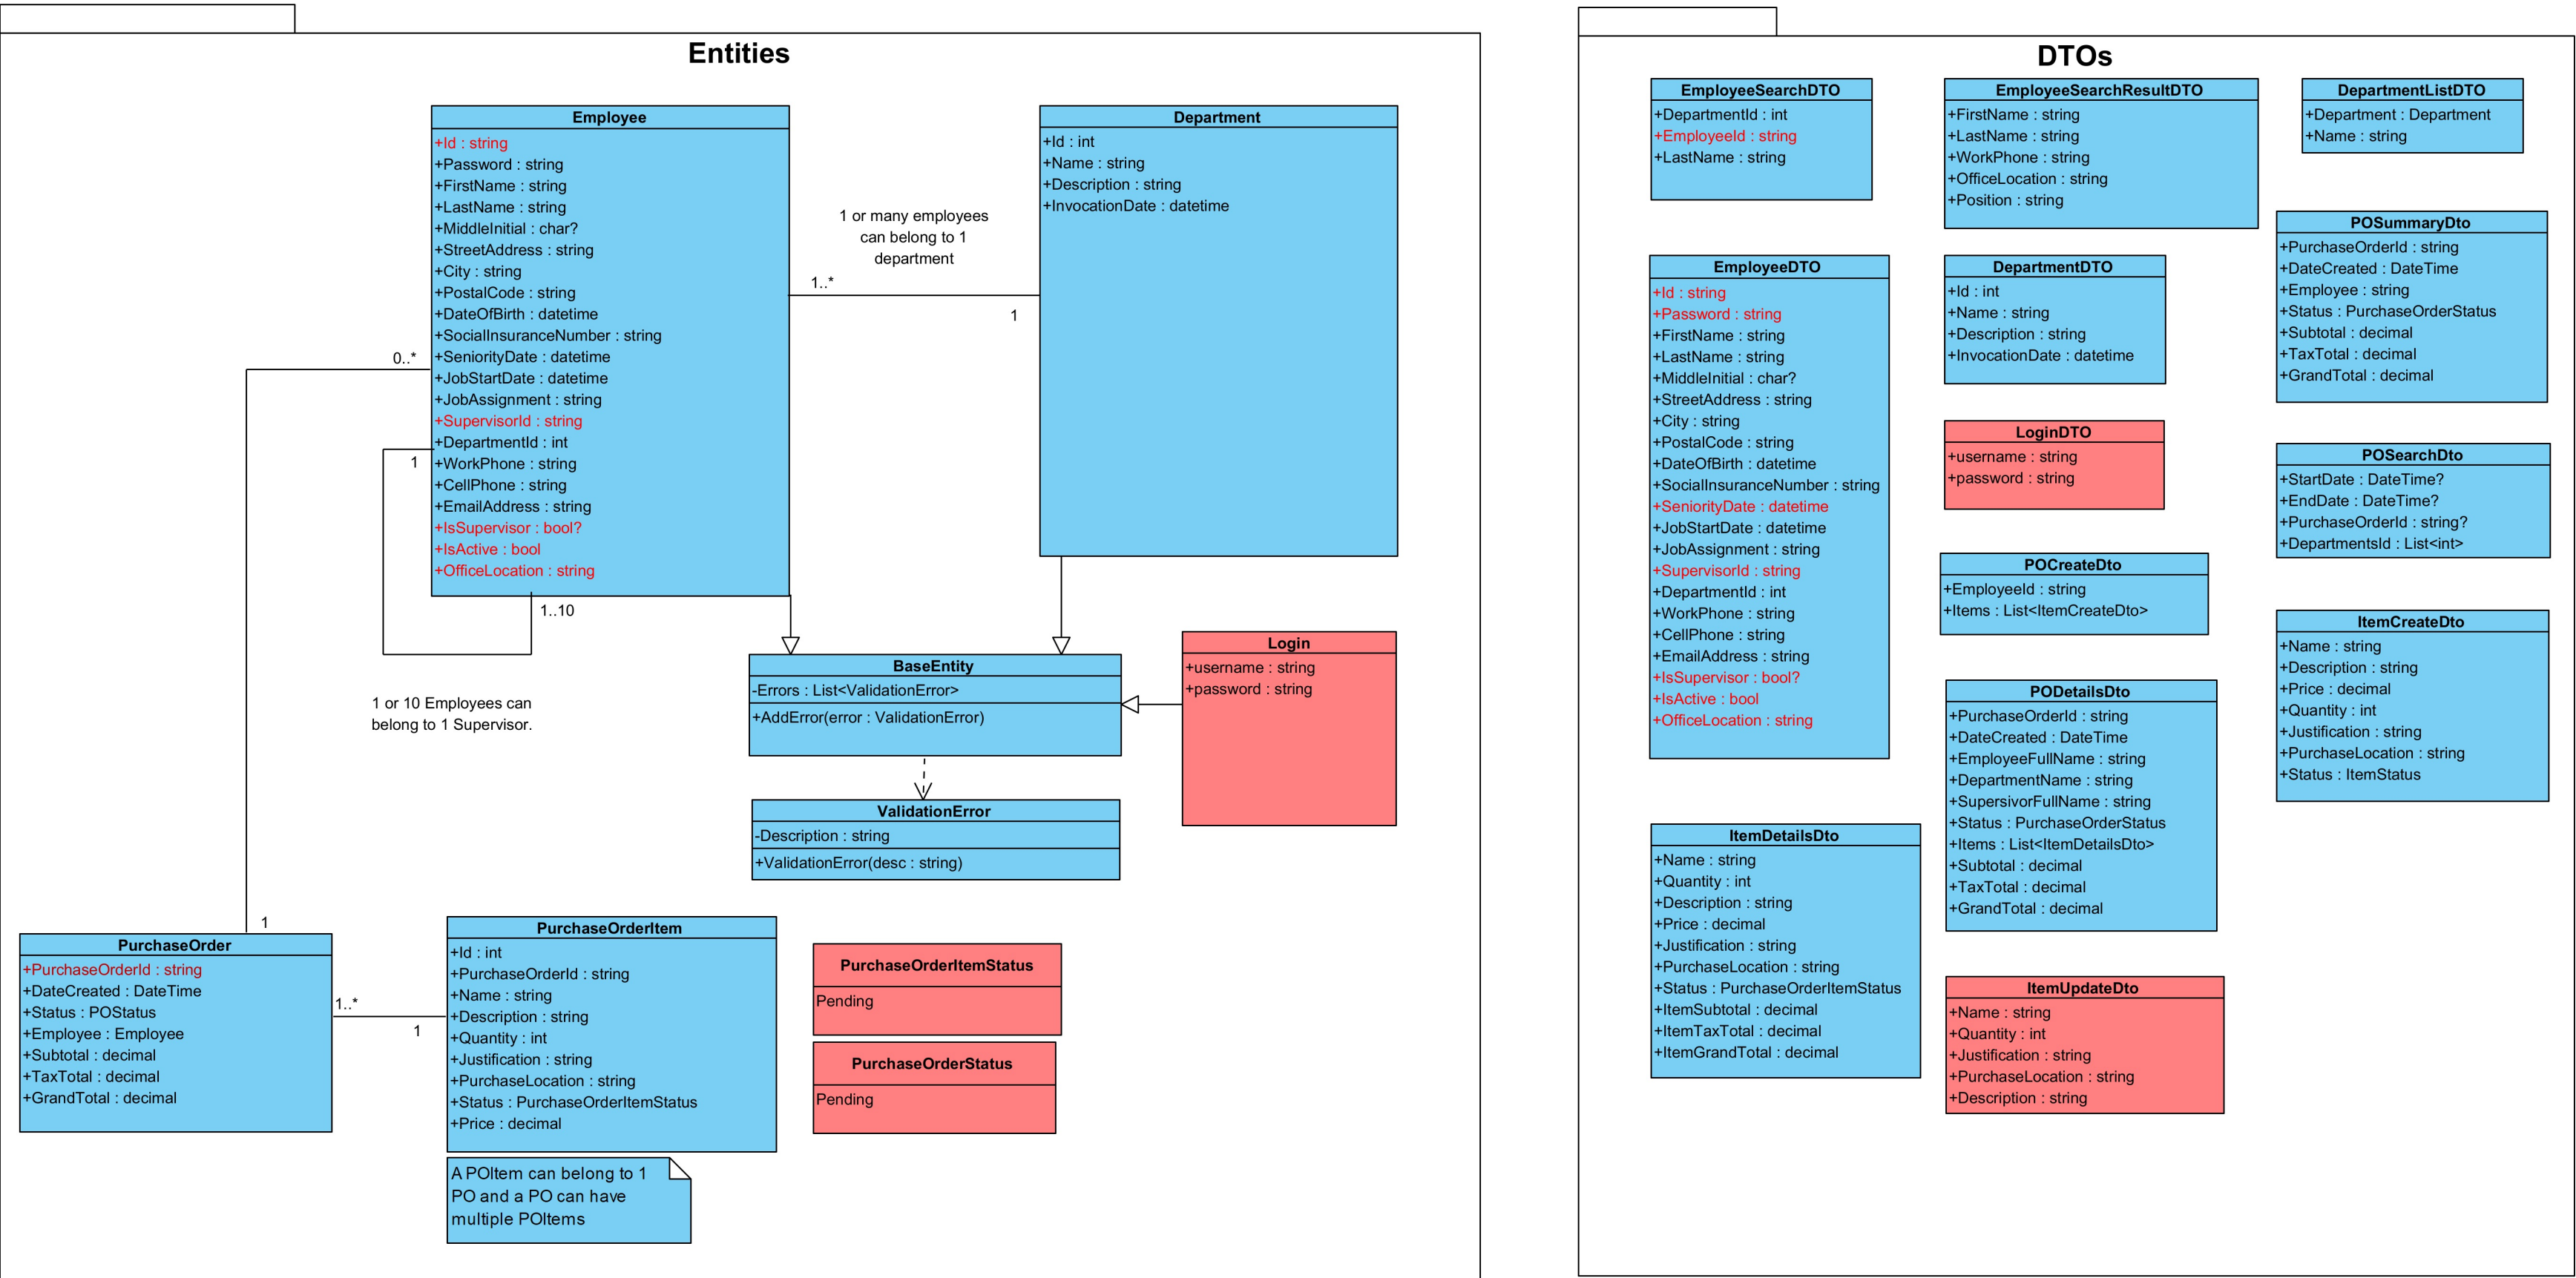 Entities
Employee
+Id : string
+Password : string
+FirstName : string
+LastName : string
+MiddleInitial : char?
+StreetAddress : string
+City : string
+PostalCode : string
+DateOfBirth : datetime
+SocialInsuranceNumber : string
+SeniorityDate : datetime
+JobStartDate : datetime
+JobAssignment : string
+SupervisorId : string
+DepartmentId : int
+WorkPhone : string
+CellPhone : string
+EmailAddress : string
+IsSupervisor : bool?
+IsActive : bool
+OfficeLocation : string
1 or many employees
can belong to 1
department
1..*
1
Department
+Id : int
+Name : string
+Description : string
+InvocationDate : datetime
0..*
1
1
1..10
1 or 10 Employees can
belong to 1 Supervisor.
BaseEntity
-Errors : List<ValidationError>
+AddError(error : ValidationError)
Login
+username : string
+password : string
ValidationError
-Description : string
+ValidationError(desc : string)
PurchaseOrder
+PurchaseOrderId : string
+DateCreated : DateTime
+Status : POStatus
+Employee : Employee
+Subtotal : decimal
+TaxTotal : decimal
+GrandTotal : decimal
1..*
1
PurchaseOrderItem
+Id : int
+PurchaseOrderId : string
+Name : string
+Description : string
+Quantity : int
+Justification : string
+PurchaseLocation : string
+Status : PurchaseOrderItemStatus
+Price : decimal
A POItem can belong to 1
PO and a PO can have
multiple POItems
PurchaseOrderItemStatus
Pending
PurchaseOrderStatus
Pending
DTOs
EmployeeSearchDTO
+DepartmentId : int
+EmployeeId : string
+LastName : string
EmployeeSearchResultDTO
+FirstName : string
+LastName : string
+WorkPhone : string
+OfficeLocation : string
+Position : string
DepartmentListDTO
+Department : Department
+Name : string
EmployeeDTO
+Id : string
+Password : string
+FirstName : string
+LastName : string
+MiddleInitial : char?
+StreetAddress : string
+City : string
+PostalCode : string
+DateOfBirth : datetime
+SocialInsuranceNumber : string
+SeniorityDate : datetime
+JobStartDate : datetime
+JobAssignment : string
+SupervisorId : string
+DepartmentId : int
+WorkPhone : string
+CellPhone : string
+EmailAddress : string
+IsSupervisor : bool?
+IsActive : bool
+OfficeLocation : string
DepartmentDTO
+Id : int
+Name : string
+Description : string
+InvocationDate : datetime
POSummaryDto
+PurchaseOrderId : string
+DateCreated : DateTime
+Employee : string
+Status : PurchaseOrderStatus
+Subtotal : decimal
+TaxTotal : decimal
+GrandTotal : decimal
LoginDTO
+username : string
+password : string
POSearchDto
+StartDate : DateTime?
+EndDate : DateTime?
+PurchaseOrderId : string?
+DepartmentsId : List<int>
POCreateDto
+EmployeeId : string
+Items : List<ItemCreateDto>
ItemCreateDto
+Name : string
+Description : string
+Price : decimal
+Quantity : int
+Justification : string
+PurchaseLocation : string
+Status : ItemStatus
PODetailsDto
+PurchaseOrderId : string
+DateCreated : DateTime
+EmployeeFullName : string
+DepartmentName : string
+SupersivorFullName : string
+Status : PurchaseOrderStatus
+Items : List<ItemDetailsDto>
+Subtotal : decimal
+TaxTotal : decimal
+GrandTotal : decimal
ItemDetailsDto
+Name : string
+Quantity : int
+Description : string
+Price : decimal
+Justification : string
+PurchaseLocation : string
+Status : PurchaseOrderItemStatus
+ItemSubtotal : decimal
+ItemTaxTotal : decimal
+ItemGrandTotal : decimal
ItemUpdateDto
+Name : string
+Quantity : int
+Justification : string
+PurchaseLocation : string
+Description : string